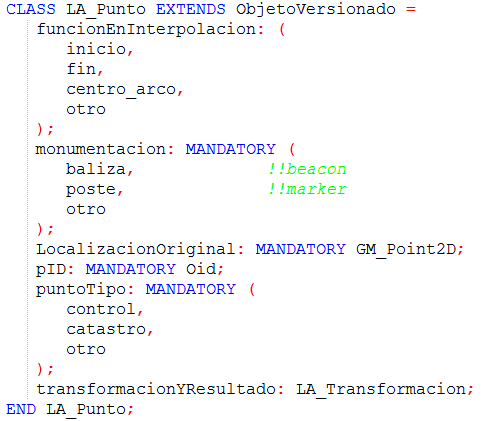 CLASS LA_Punto EXTENDS ObjetoVersionado =
funcionEnInterpolacion: (
inicio,
fin,
centro_arco,
otro
);
monumentacion: MANDATORY (
baliza, !!beacon
poste, !!marker
otro
);
LocalizacionOriginal: MANDATORY GM_Point2D;
pID: MANDATORY Oid;
puntoTipo: MANDATORY (
control,
catastro,
otro
);
transformacionYResultado: LA_Transformacion;
END LA_Punto;